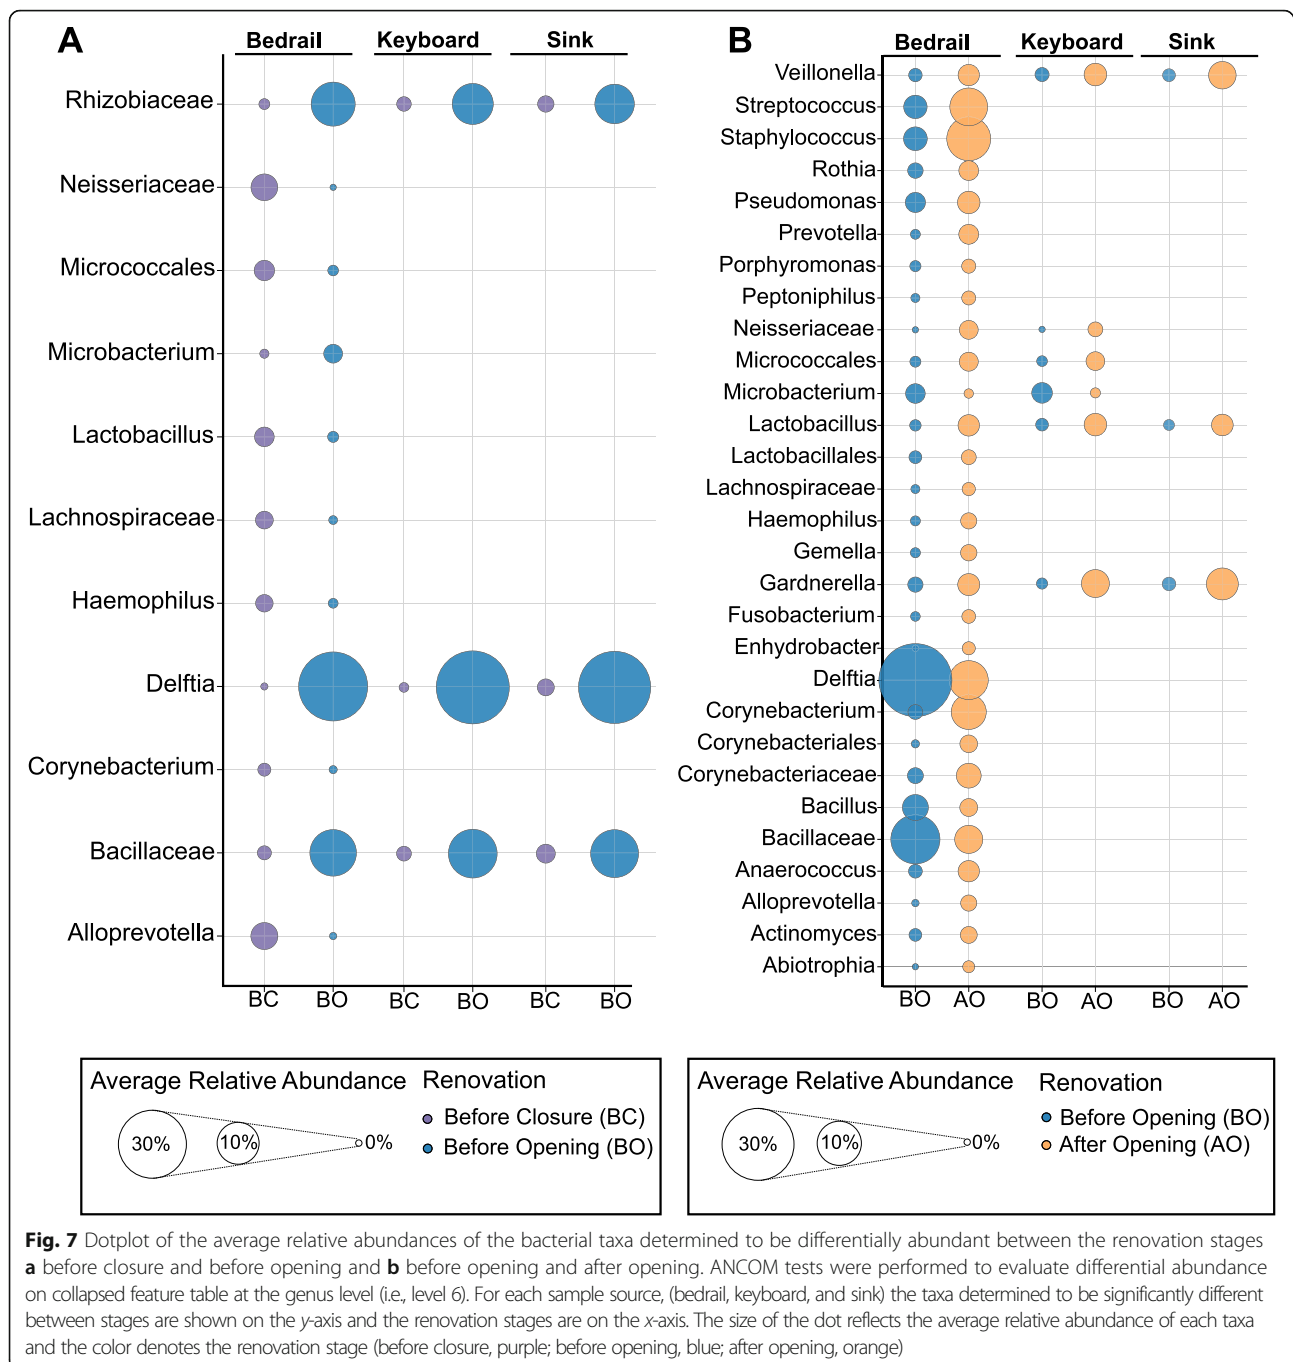 A
Bedrail Keyboard Sink
Rhizobiaceae
Neisseriaceae
Micrococcales
Microbacterium
Lactobacillus
Lachnospiraceae
Haemophilus
Delftia
Corynebacterium
Bacillaceae
Alloprevotella
BC BO BC BO BC BO
Average Relative Abundance
30% 10% 0%
Renovation
Before Closure (BC)
Before Opening (BO)
B
Bedrail Keyboard Sink
Veillonella
Streptococcus
Staphylococcus
Rothia
Pseudomonas
Prevotella
Porphyromonas
Peptoniphilus
Neisseriaceae
Micrococcales
Microbacterium
Lactobacillus
Lactobacillales
Lachnospiraceae
Haemophilus
Gemella
Gardnerella
Fusobacterium
Enhydrobacter
Delftia
Corynebacterium
Corynebacteriales
Corynebacteriaceae
Bacillus
Bacillaceae
Anaerococcus
Alloprevotella
Actinomyces
Abiotrophia
BO AO BO AO BO AO
Average Relative Abundance
30% 10% 0%
Renovation
Before Opening (BO)
After Opening (AO)
Fig. 7 Dotplot of the average relative abundances of the bacterial taxa determined to be differentially abundant between the renovation stages
a before closure and before opening and b before opening and after opening. ANCOM tests were performed to evaluate differential abundance
on collapsed feature table at the genus level (i.e., level 6). For each sample source, (bedrail, keyboard, and sink) the taxa determined to be significantly different
between stages are shown on the y-axis and the renovation stages are on the x-axis. The size of the dot reflects the average relative abundance of each taxa
and the color denotes the renovation stage (before closure, purple; before opening, blue; after opening, orange)